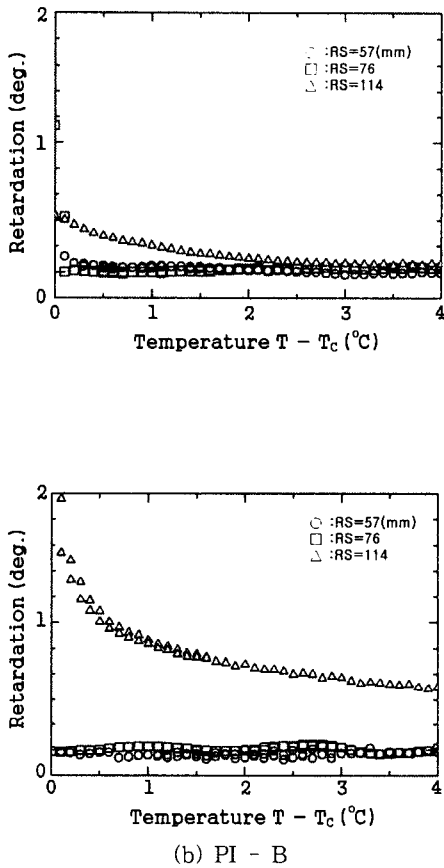 2
1
0
Retardation (deg.)
○ :RS=57(mm)
□ :RS=76
△ :RS=114
0 1 2 3 4
Temperature T - Tc (°C)
2
1
0
Retardation (deg.)
○ :RS=57(mm)
□ :RS=76
△ :RS=114
0 1 2 3 4
Temperature T - Tc (°C)
(b) PI - B